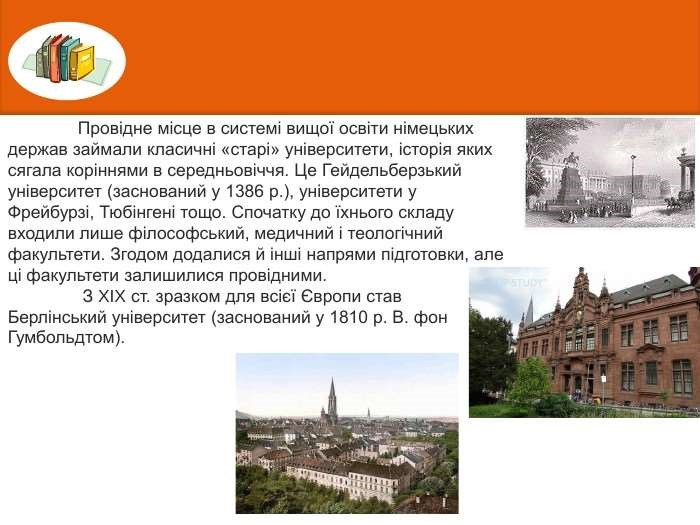 Провідне місце в системі вищої освіти німецьких
держав займали класичні «старі» університети, історія яких
сягала коріннями в середньовіччя. Це Гейдельберзький
університет (заснований у 1386 р.), університети у
Фрейбурзі, Тюбінгені тощо. Спочатку до їхнього складу
входили лише філософський, медичний і теологічний
факультети. Згодом додалися й інші напрями підготовки, але
ці факультети залишилися провідними.
З XIX ст. зразком для всієї Європи став
Берлінський університет (заснований у 1810 р. В. фон
Гумбольдтом).
STUDY"